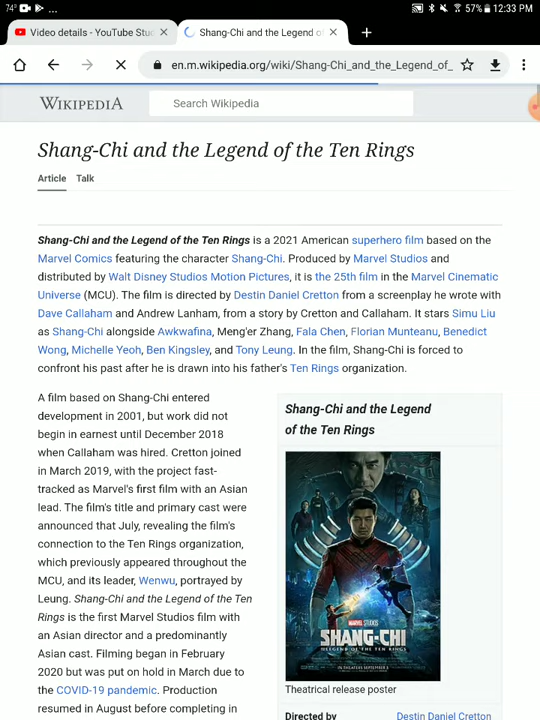 74°
57% 12:33 PM
Video details - YouTube Stu
Shang-Chi and the Legend of
en.m.wikipedia.org/wiki/Shang-Chi_and_the_Legend_of_
WIKIPEDIA
Search Wikipedia
Shang-Chi and the Legend of the Ten Rings
Article Talk
Shang-Chi and the Legend of the Ten Rings is a 2021 American superhero film based on the
Marvel Comics featuring the character Shang-Chi. Produced by Marvel Studios and
distributed by Walt Disney Studios Motion Pictures, it is the 25th film in the Marvel Cinematic
Universe (MCU). The film is directed by Destin Daniel Cretton from a screenplay he wrote with
Dave Callaham and Andrew Lanham, from a story by Cretton and Callaham. It stars Simu Liu
as Shang-Chi alongside Awkwafina, Meng'er Zhang, Fala Chen, Florian Munteanu, Benedict
Wong, Michelle Yeoh, Ben Kingsley, and Tony Leung. In the film, Shang-Chi is forced to
confront his past after he is drawn into his father's Ten Rings organization.
A film based on Shang-Chi entered
development in 2001, but work did not
begin in earnest until December 2018
when Callaham was hired. Cretton joined
in March 2019, with the project fast-
tracked as Marvel's first film with an Asian
lead. The film's title and primary cast were
announced that July, revealing the film's
connection to the Ten Rings organization,
which previously appeared throughout the
MCU, and its leader, Wenwu, portrayed by
Leung. Shang-Chi and the Legend of the Ten
Rings is the first Marvel Studios film with
an Asian director and a predominantly
Asian cast. Filming began in February
2020 but was put on hold in March due to
the COVID-19 pandemic. Production
resumed in August before completing in
Shang-Chi and the Legend
of the Ten Rings
MARVEL STUDIOS
SHANG-CHI
LEGEND OF THE TEN RINGS
IN THEATERS SEPTEMBER 3
Theatrical release poster
Directed by Destin Daniel Cretton